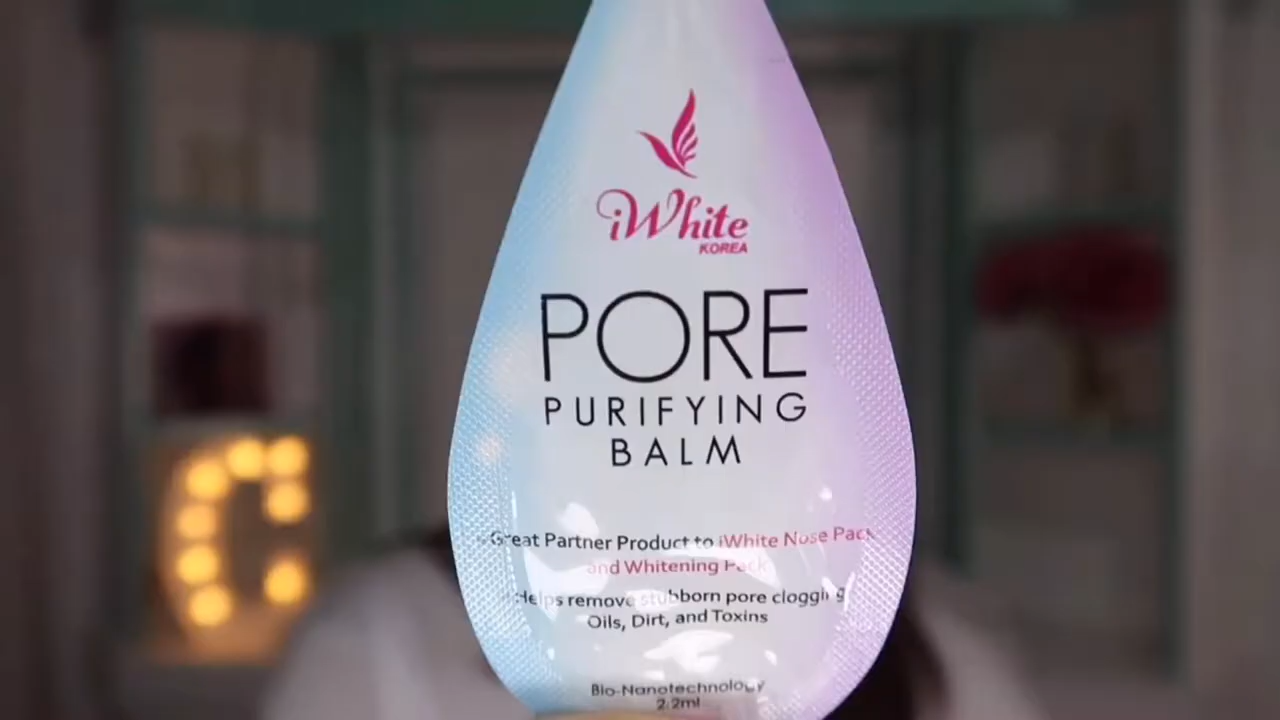 iWhite
KOREA
PORE
PURIFYING
BALM
Great Partner Product to iWhite Nose Pack
and Whitening Pack
Helps remove stubborn pore clogging
Oils, Dirt, and Toxins
Bio-Nanotechnology
2.2ml
C